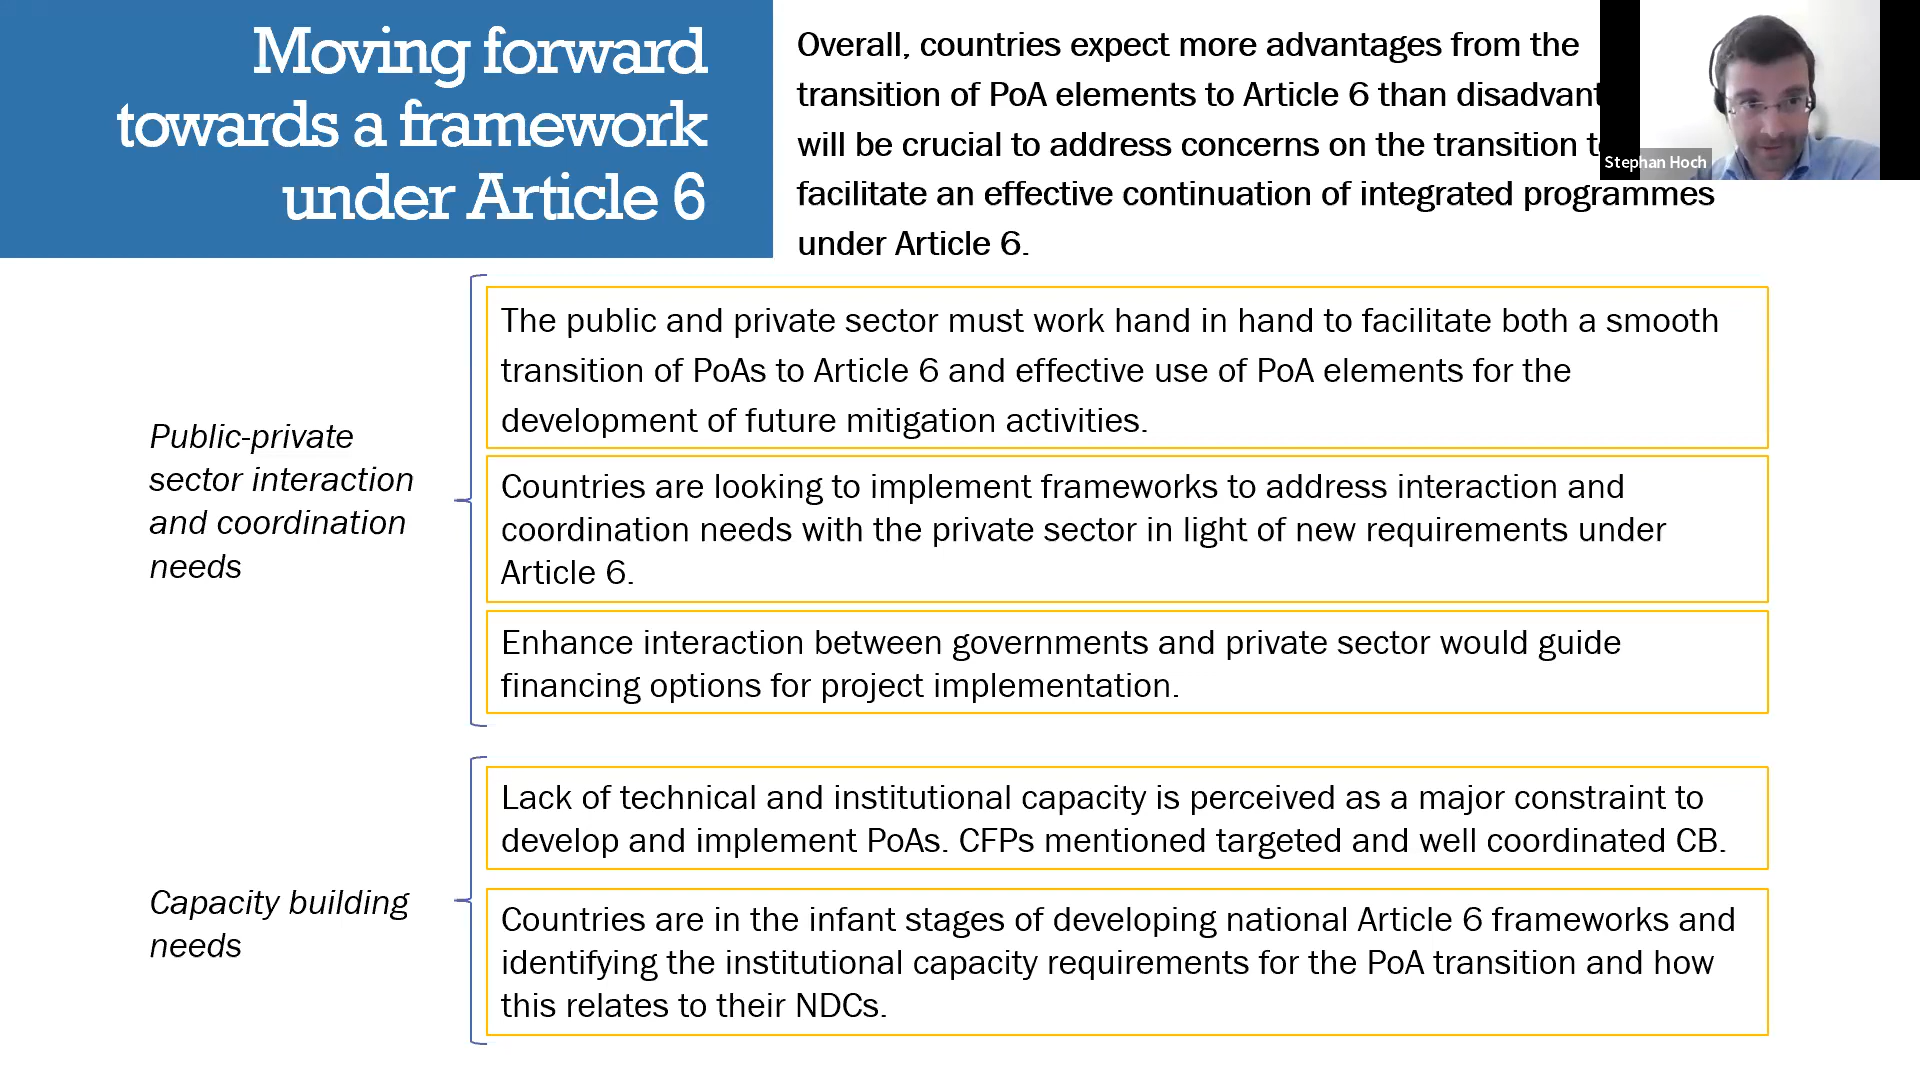 Moving forward
towards a framework
under Article 6
Overall, countries expect more advantages from the
transition of PoA elements to Article 6 than
will be crucial to address concerns on the transition
facilitate an effective continuation of integrated programmes
under Article 6.
Stephan Hoch
Public-private
sector interaction
and coordination
needs
The public and private sector must work hand in hand to facilitate both a smooth
transition of PoAs to Article 6 and effective use of PoA elements for the
development of future mitigation activities.
Countries are looking to implement frameworks to address interaction and
coordination needs with the private sector in light of new requirements under
Article 6.
Enhance interaction between governments and private sector would guide
financing options for project implementation.
Capacity building
needs
Lack of technical and institutional capacity is perceived as a major constraint to
develop and implement PoAs. CFPs mentioned targeted and well coordinated CB.
Countries are in the infant stages of developing national Article 6 frameworks and
identifying the institutional capacity requirements for the PoA transition and how
this relates to their NDCs.